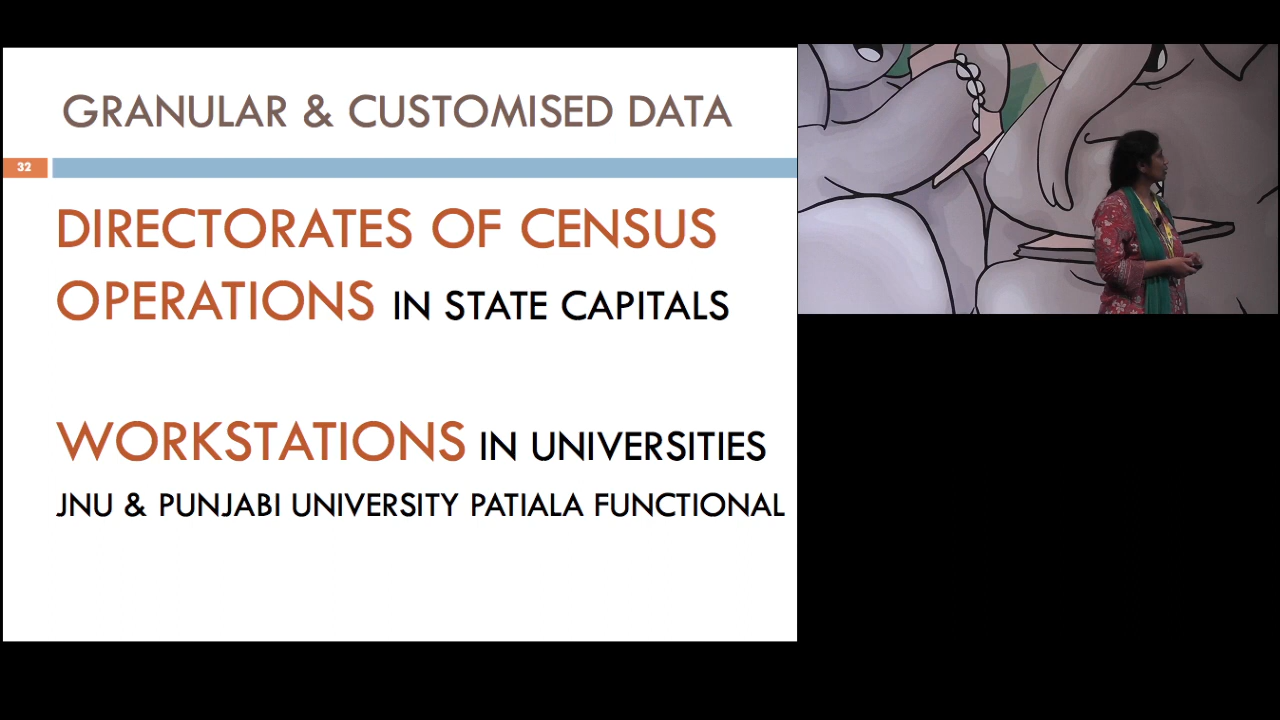 GRANULAR & CUSTOMISED DATA
32
DIRECTORATES OF CENSUS
OPERATIONS IN STATE CAPITALS
WORKSTATIONS IN UNIVERSITIES
JNU & PUNJABI UNIVERSITY PATIALA FUNCTIONAL